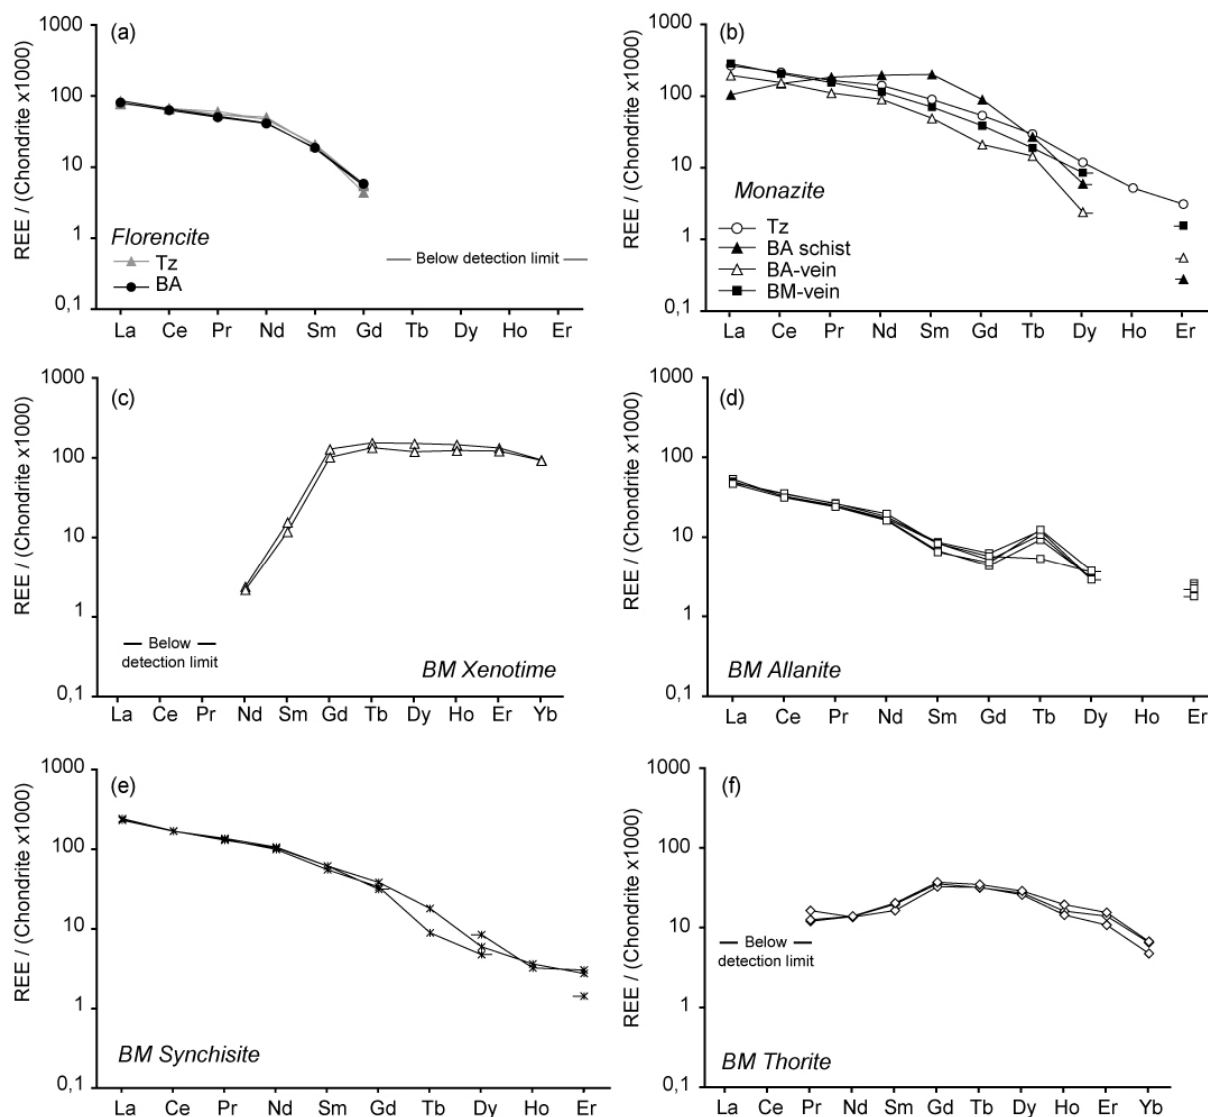 (a)
1000
100
10
1
0,1
REE / (Chondrite x1000)
Florencite
Tz
BA
Below detection limit
La Ce Pr Nd Sm Gd Tb Dy Ho Er
(b)
1000
100
10
1
0,1
REE / (Chondrite x1000)
Monazite
Tz
BA schist
BA-vein
BM-vein
La Ce Pr Nd Sm Gd Tb Dy Ho Er
(c)
1000
100
10
1
0,1
REE / (Chondrite x1000)
Below
detection limit
BM Xenotime
La Ce Pr Nd Sm Gd Tb Dy Ho Er Yb
(d)
1000
100
10
1
0,1
REE / (Chondrite x1000)
BM Allanite
La Ce Pr Nd Sm Gd Tb Dy Ho Er
(e)
1000
100
10
1
0,1
REE / (Chondrite x1000)
BM Synchisite
La Ce Pr Nd Sm Gd Tb Dy Ho Er
(f)
1000
100
10
1
0,1
REE / (Chondrite x1000)
Below
detection limit
BM Thorite
La Ce Pr Nd Sm Gd Tb Dy Ho Er Yb